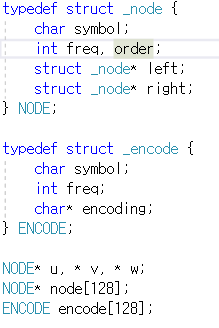 typedef struct _node {
char symbol;
int freq, order;
struct _node* left;
struct _node* right;
} NODE;
typedef struct _encode {
char symbol;
int freq;
char* encoding;
} ENCODE;
NODE* u, * v, * w;
NODE* node[128];
ENCODE encode[128];